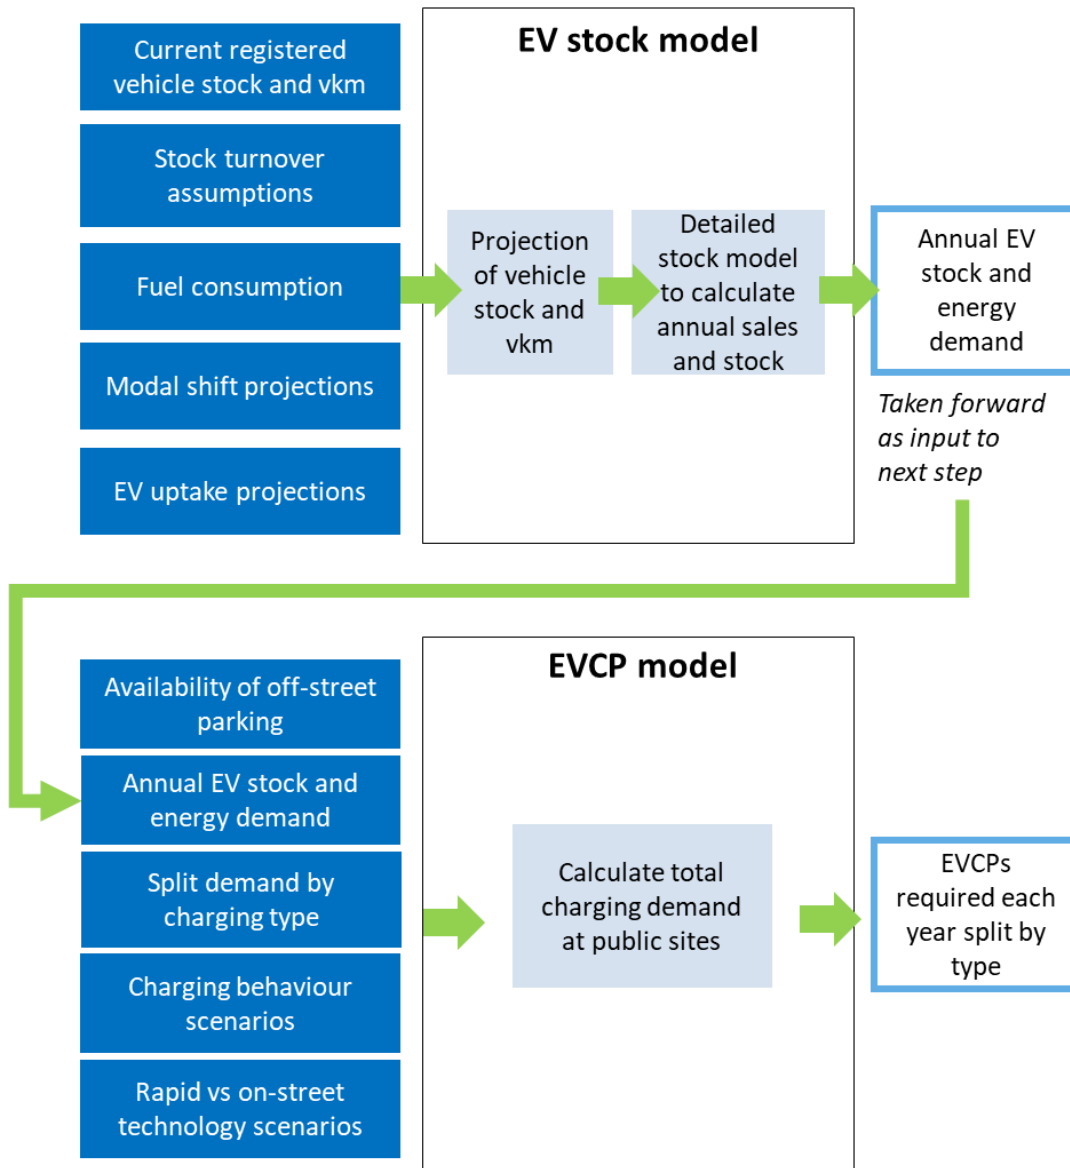 Current registered
vehicle stock and vkm
Stock turnover
assumptions
Fuel consumption
Modal shift projections
EV uptake projections
EV stock model
Projection
of vehicle
stock and
vkm
Detailed
stock model
to calculate
annual sales
and stock
Annual EV
stock and
energy
demand
Taken forward
as input to
next step
Availability of off-street
parking
Annual EV stock and
energy demand
Split demand by
charging type
Charging behaviour
scenarios
Rapid vs on-street
technology scenarios
EVCP model
Calculate total
charging demand
at public sites
EVCPs
required each
year split by
type